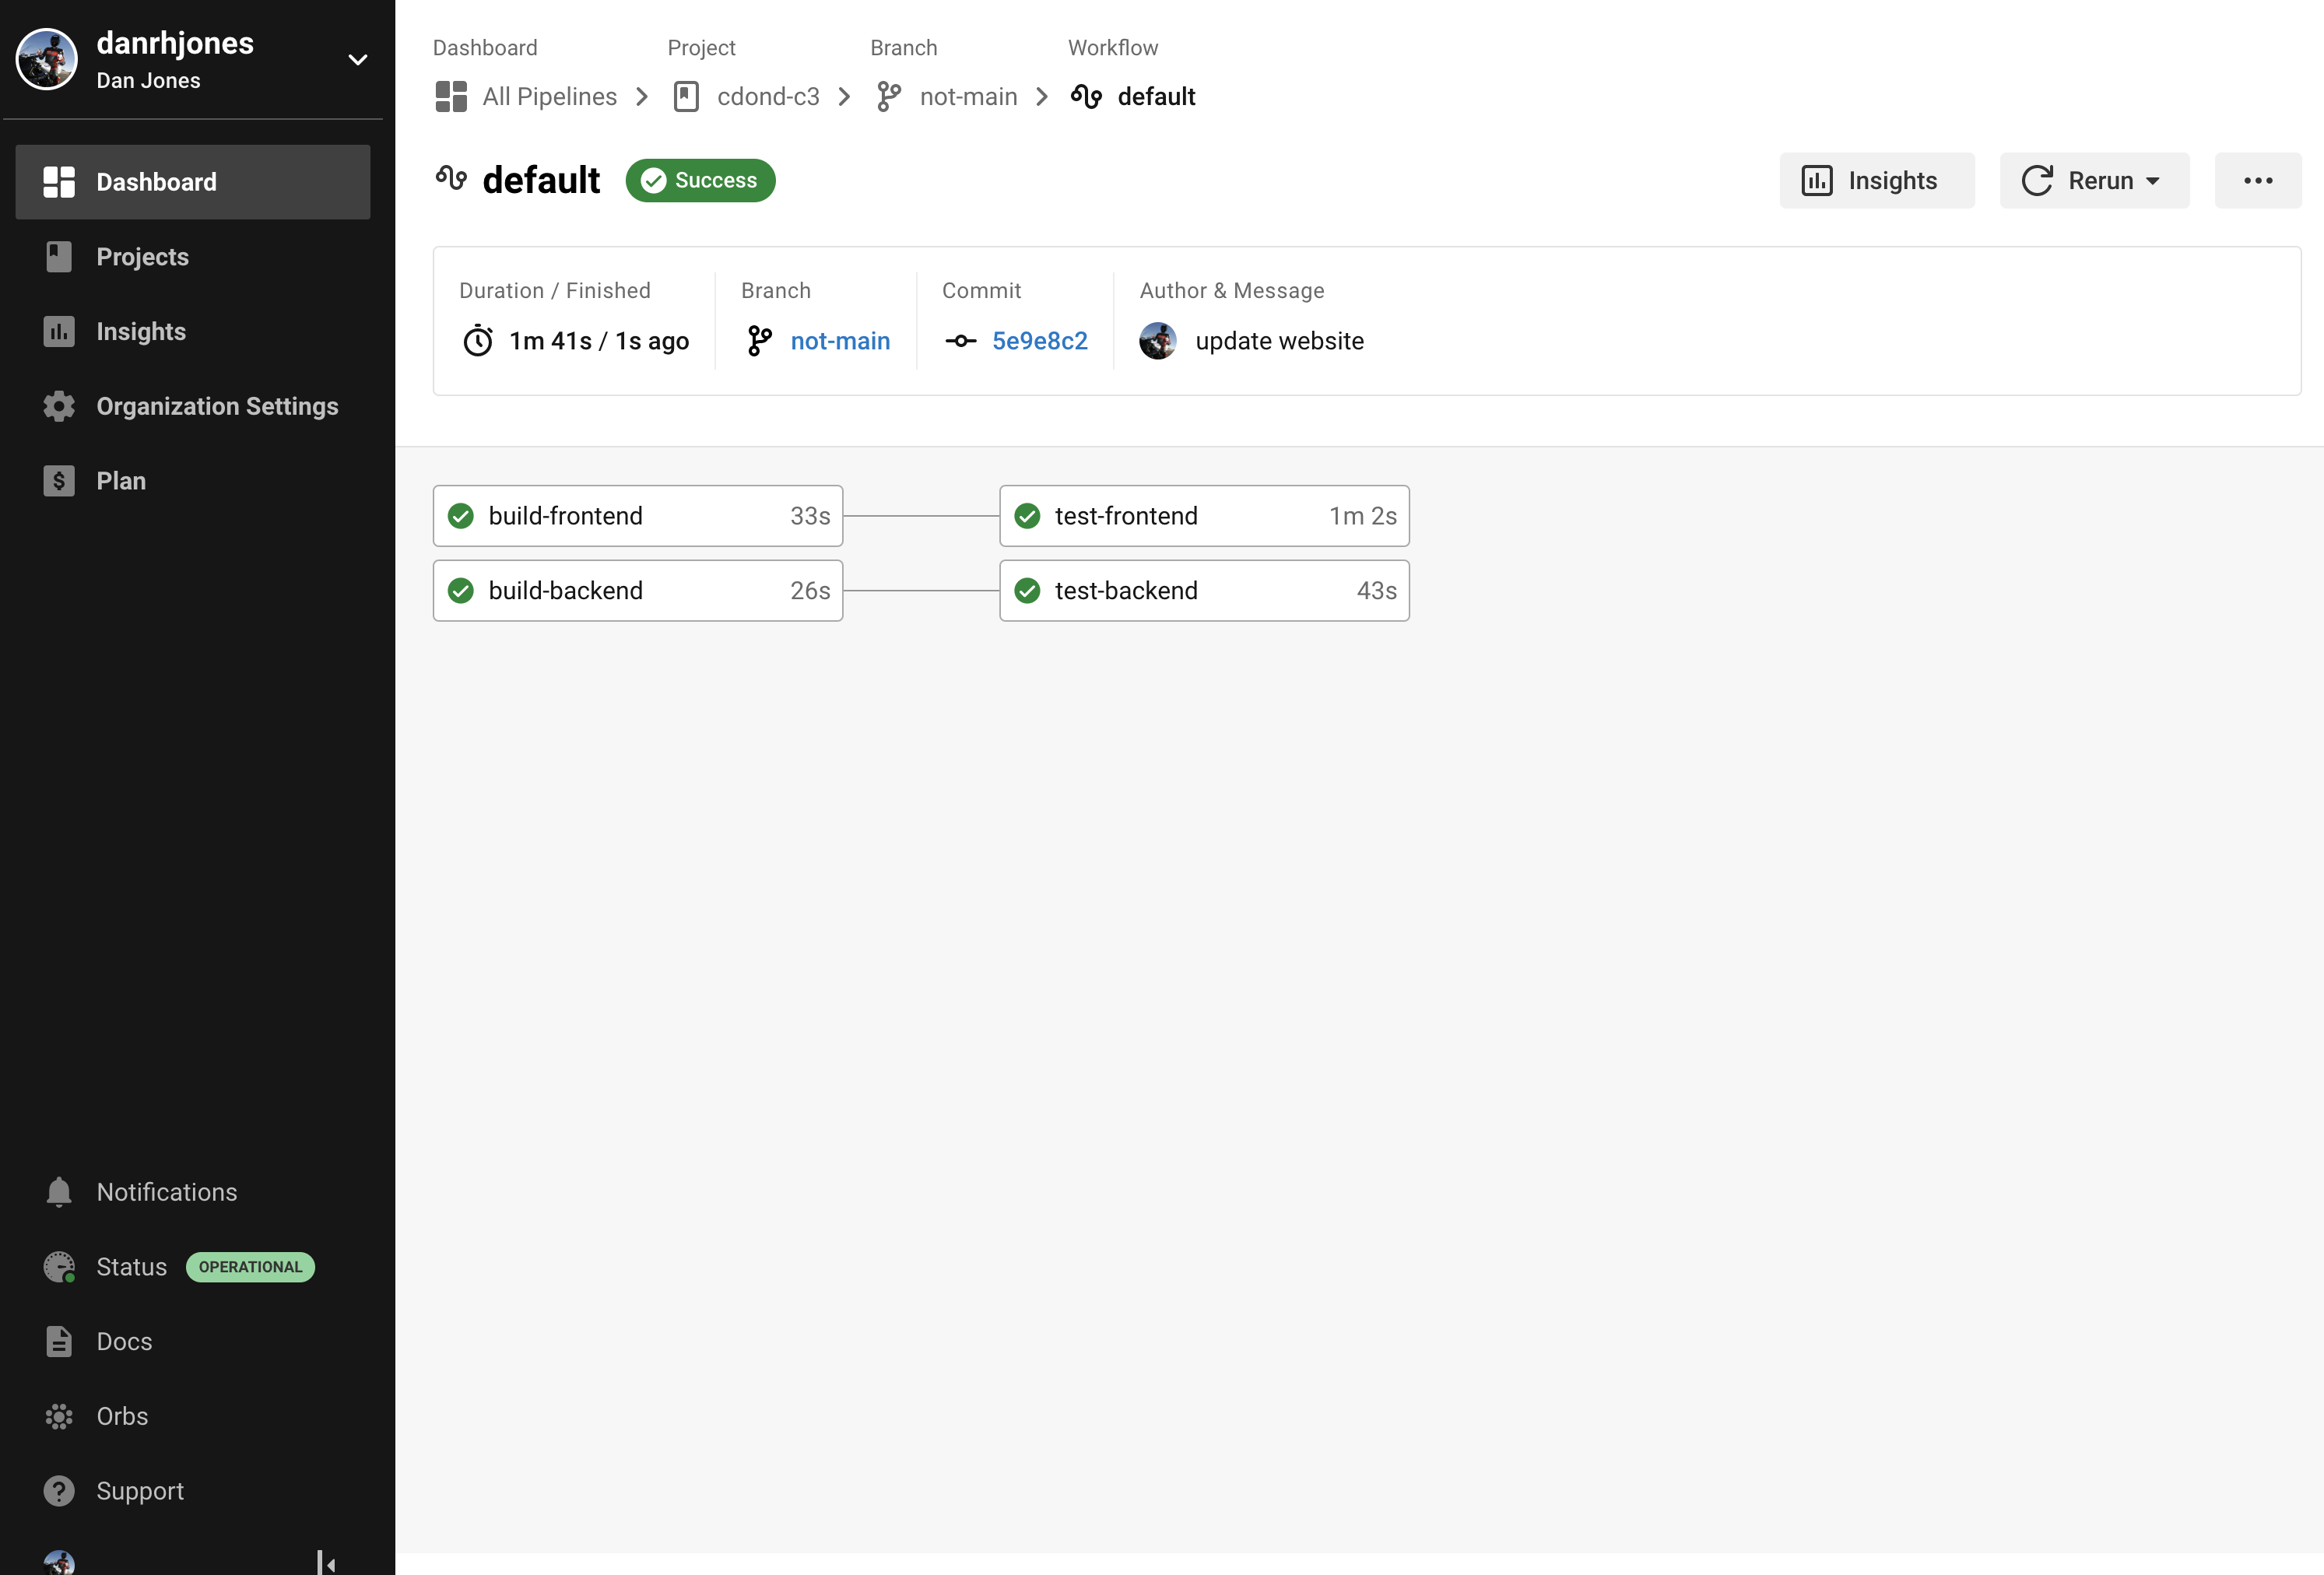 danrhjones
Dan Jones
Dashboard
Projects
Insights
Organization Settings
Plan
Notifications
Status OPERATIONAL
Docs
Orbs
Support
Dashboard Project Branch Workflow
All Pipelines cdond-c3 not-main default
default Success Insights Rerun
Duration / Finished Branch Commit Author & Message
1m 41s / 1s ago not-main 5e9e8c2 update website
build-frontend 33s test-frontend 1m 2s
build-backend 26s test-backend 43s